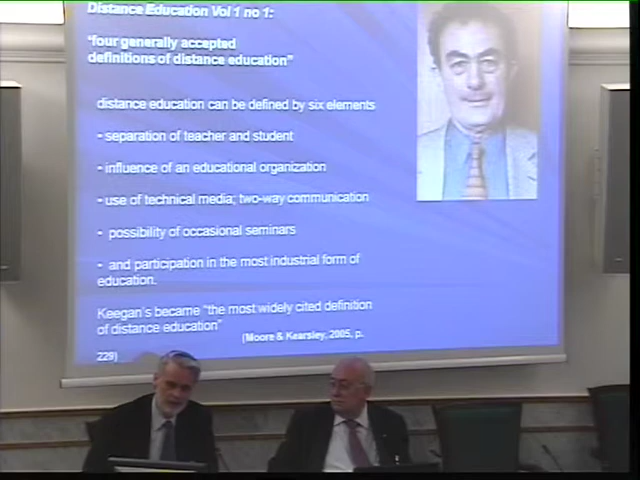 Distance Education Vol 1 no 1:
"four generally accepted
definitions of distance education"
distance education can be defined by six elements
- separation of teacher and student
- influence of an educational organization
- use of technical media; two-way communication
- possibility of occasional seminars
- and participation in the most industrial form of
education.
Keegan's became "the most widely cited definition
of distance education"
(Moore & Kearsley, 2005, p.
229)